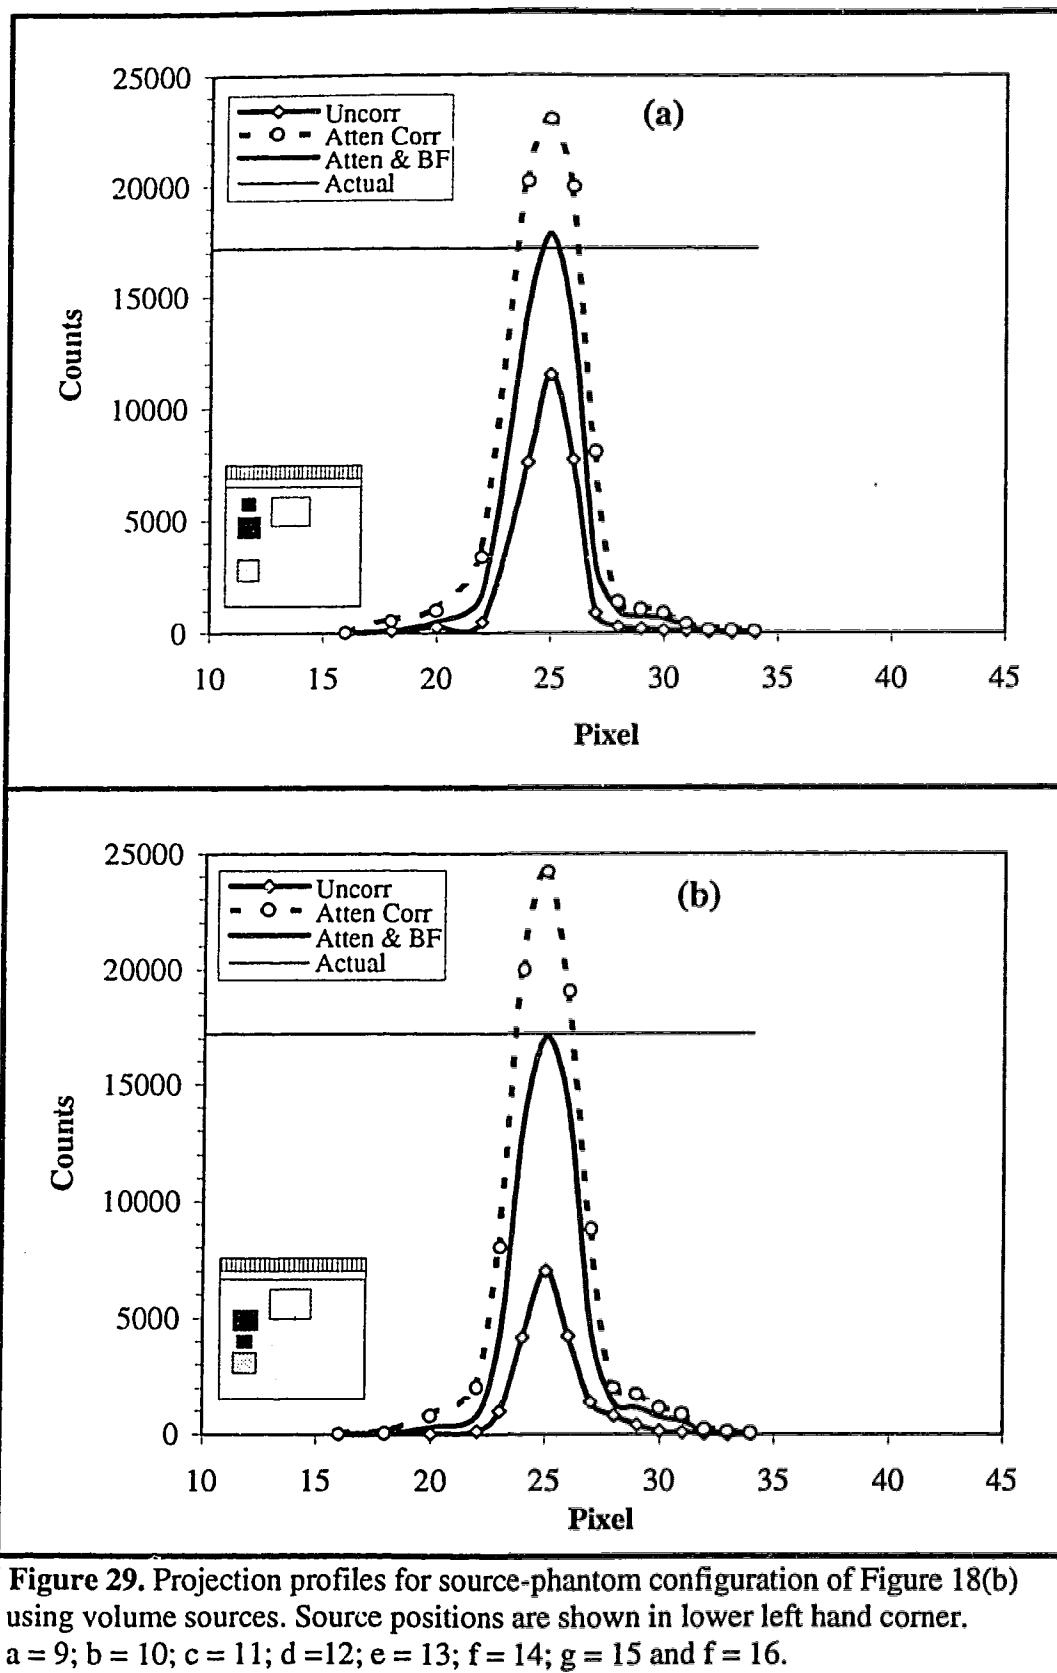 25000
Uncorr
(a)
Atten Corr
Atten & BF
20000
Actual
15000
Counts
10000
5000
0
10 15 20 25 30 35 40 45
Pixel
25000
Uncorr
(b)
Atten Corr
Atten & BF
20000
Actual
15000
Counts
10000
5000
0
10 15 20 25 30 35 40 45
Pixel
Figure 29. Projection profiles for source-phantom configuration of Figure 18(b)
using volume sources. Source positions are shown in lower left hand corner.
a = 9; b = 10; c = 11; d =12; e = 13; f = 14; g = 15 and f = 16.